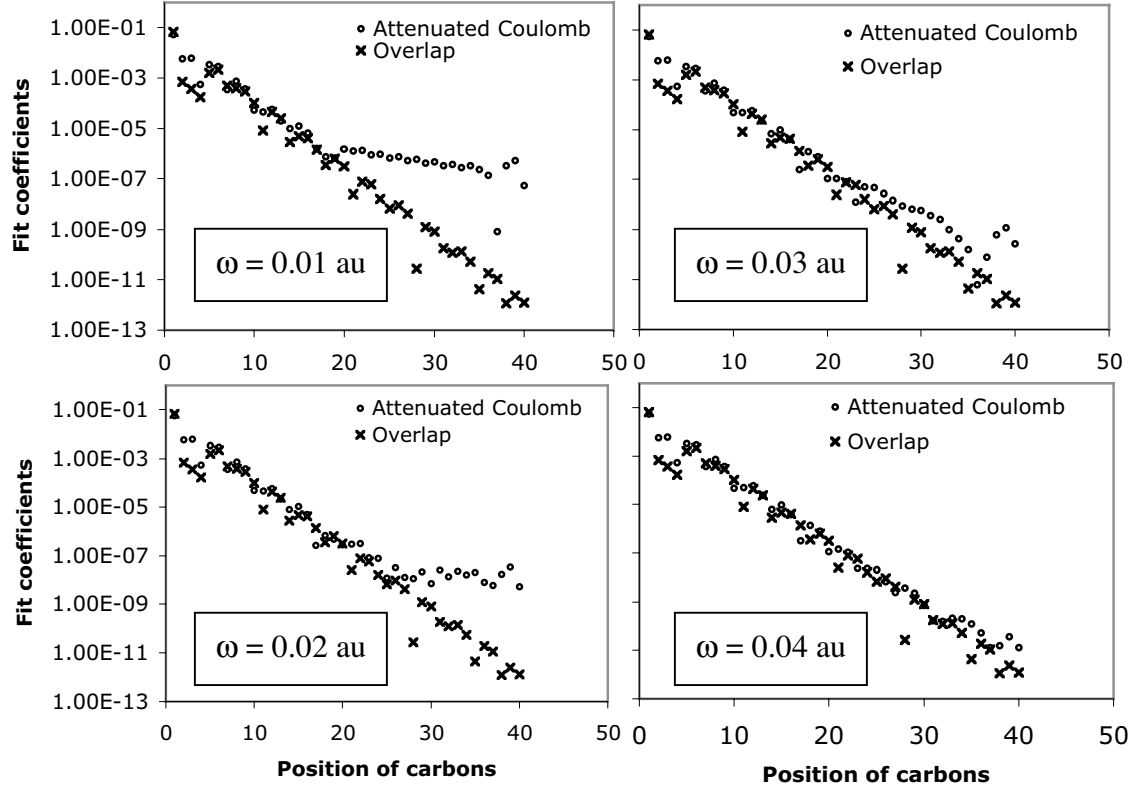 Fit coefficients
1.00E-01
1.00E-03
1.00E-05
1.00E-07
1.00E-09
1.00E-11
1.00E-13
Attenuated Coulomb
Overlap
ω = 0.01 au
0 10 20 30 40 50
Attenuated Coulomb
Overlap
ω = 0.03 au
0 10 20 30 40 50
Fit coefficients
1.00E-01
1.00E-03
1.00E-05
1.00E-07
1.00E-09
1.00E-11
1.00E-13
Attenuated Coulomb
Overlap
ω = 0.02 au
0 10 20 30 40 50
Position of carbons
Attenuated Coulomb
Overlap
ω = 0.04 au
0 10 20 30 40 50
Position of carbons